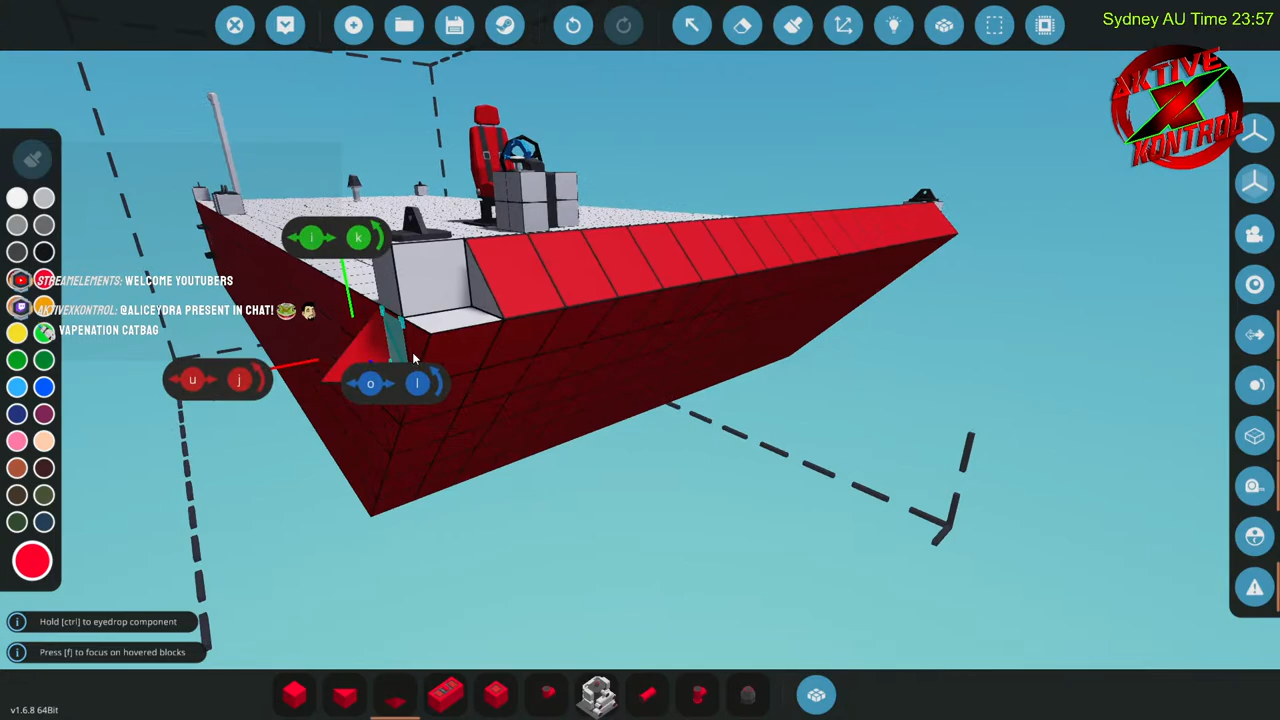 Sydney AU Time 23:57
AKTIVE
X
KONTROL
i k
STREAMELEMENTS: WELCOME YOUTUBERS
AKTIVEXKONTROL: @ALICEYDRA PRESENT IN CHAT!
VAPENATION CATBAG
u j
o l
Hold [ctrl] to eyedrop component
Press [f] to focus on hovered blocks
v1.6.8 64Bit